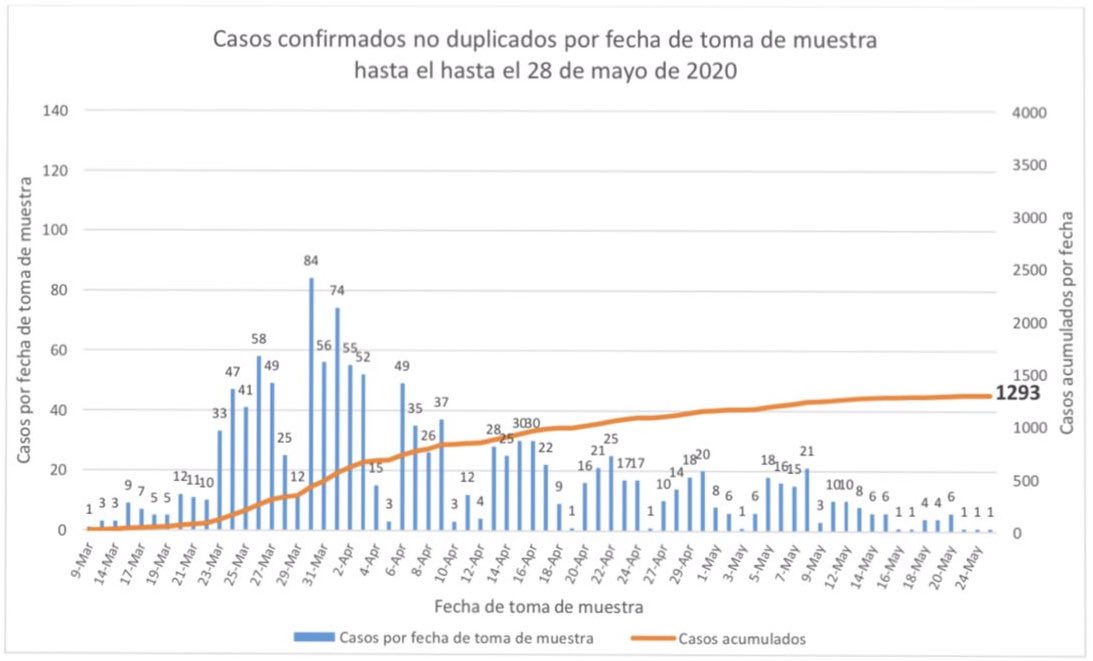 Casos confirmados no duplicados por fecha de toma de muestra
hasta el hasta el 28 de mayo de 2020
140
120
100
80
60
40
20
0
Casos por fecha de toma de muestra
4000
3500
3000
2500
2000
1500
1000
500
0
Casos acumulados por fecha
1 3 3 9 7 5 5 12 11 10 33 47 41 58 49 25 12 84 56 74 55 52 15 3 49 35 26 37 3 12 4 28 25 30 30 22 9 1 16 21 25 17 17 1 10 14 18 20 8 6 1 6 18 16 15 21 3 10 10 8 6 6 1 1 4 4 6 1 1 1
1293
9-Mar 14-Mar 17-Mar 19-Mar 21-Mar 23-Mar 25-Mar 27-Mar 29-Mar 31-Mar 2-Apr 4-Apr 6-Apr 8-Apr 10-Apr 12-Apr 14-Apr 16-Apr 18-Apr 20-Apr 22-Apr 24-Apr 27-Apr 29-Apr 1-May 3-May 5-May 7-May 9-May 12-May 14-May 16-May 18-May 20-May 24-May
Fecha de toma de muestra
Casos por fecha de toma de muestra
Casos acumulados